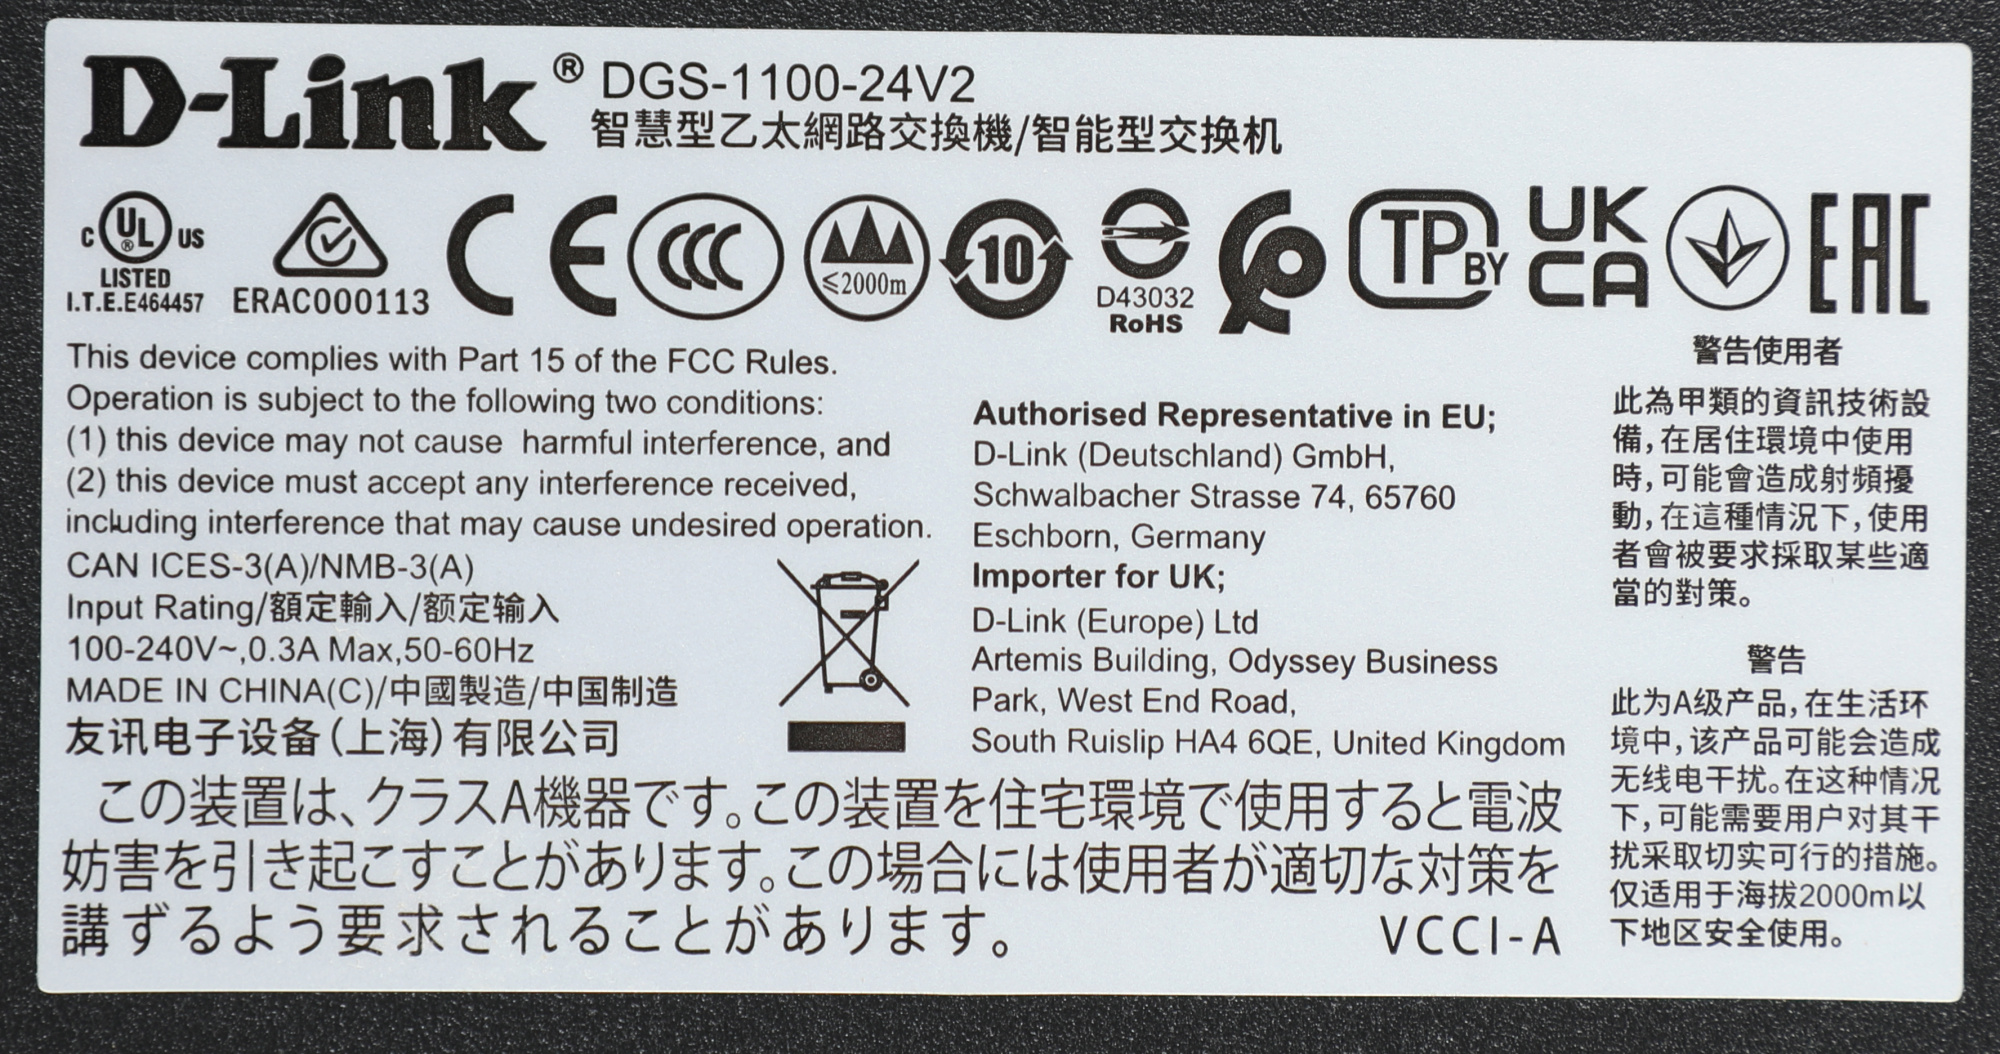 D-Link® DGS-1100-24V2
智慧型乙太網路交換機/智能型交换机
C UL® US
LISTED
I.T.E.E464457
ERAC000113
CE
CCC
≤2000m
10
D43032
RoHS
TP BY
UK
CA
EAC
This device complies with Part 15 of the FCC Rules.
Operation is subject to the following two conditions:
(1) this device may not cause harmful interference, and
(2) this device must accept any interference received,
including interference that may cause undesired operation.
CAN ICES-3(A)/NMB-3(A)
Input Rating/額定輸入/额定输入
100-240V~,0.3A Max,50-60Hz
MADE IN CHINA(C)/中國製造/中国制造
友讯电子设备(上海)有限公司
Authorised Representative in EU;
D-Link (Deutschland) GmbH,
Schwalbacher Strasse 74, 65760
Eschborn, Germany
Importer for UK;
D-Link (Europe) Ltd
Artemis Building, Odyssey Business
Park, West End Road,
South Ruislip HA4 6QE, United Kingdom
警告使用者
此為甲類的資訊技術設
備,在居住環境中使用
時,可能會造成射頻擾
動,在這種情況下,使用
者會被要求採取某些適
當的對策。
警告
此为A级产品,在生活环
境中,该产品可能会造成
无线电干扰。在这种情况
下,可能需要用户对其干
扰采取切实可行的措施。
仅适用于海拔2000m以
下地区安全使用。
この装置は、クラスA機器です。この装置を住宅環境で使用すると電波
妨害を引き起こすことがあります。この場合には使用者が適切な対策を
講ずるよう要求されることがあります。 VCCI-A